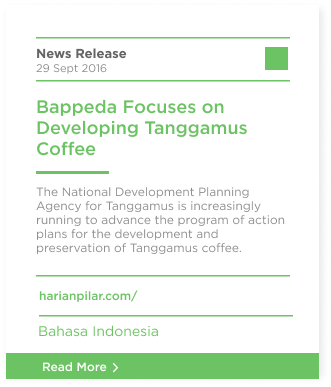 News Release
29 Sept 2016
Bappeda Focuses on
Developing Tanggamus
Coffee
The National Development Planning
Agency for Tanggamus is increasingly
running to advance the program of action
plans for the development and
preservation of Tanggamus coffee.
harianpilar.com/
Bahasa Indonesia
Read More >